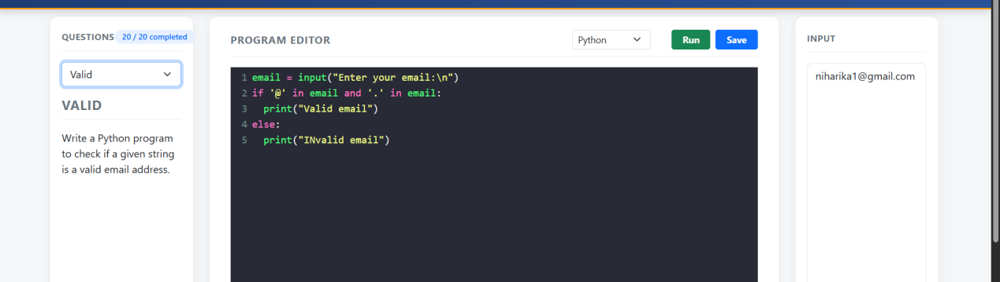 QUESTIONS 20 / 20 completed
Valid
VALID
Write a Python program
to check if a given string
is a valid email address.
PROGRAM EDITOR
Python
Run
Save
1 email = input("Enter your email:\n")
2 if '@' in email and '.' in email:
3   print("Valid email")
4 else:
5   print("INvalid email")
INPUT
niharika1@gmail.com